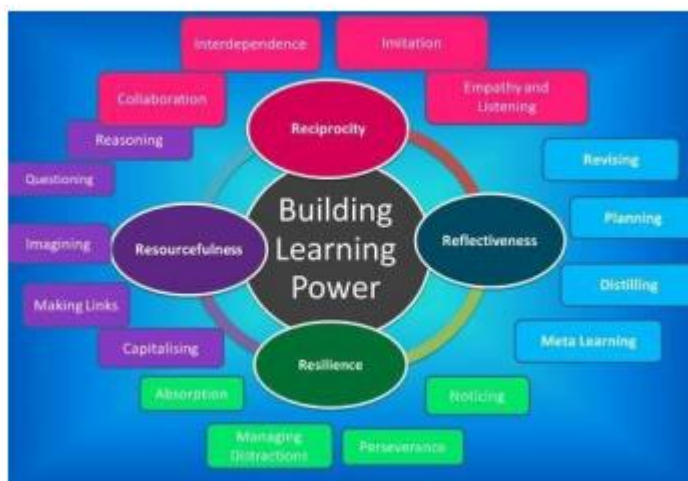 Interdependence
Imitation
Collaboration
Empathy and
Listening
Reasoning
Reciprocity
Revising
Questioning
Planning
Building
Learning
Power
Imagining
Resourcefulness
Reflectiveness
Distilling
Making Links
Meta Learning
Capitalising
Resilience
Absorption
Noticing
Managing
Distractions
Perseverance